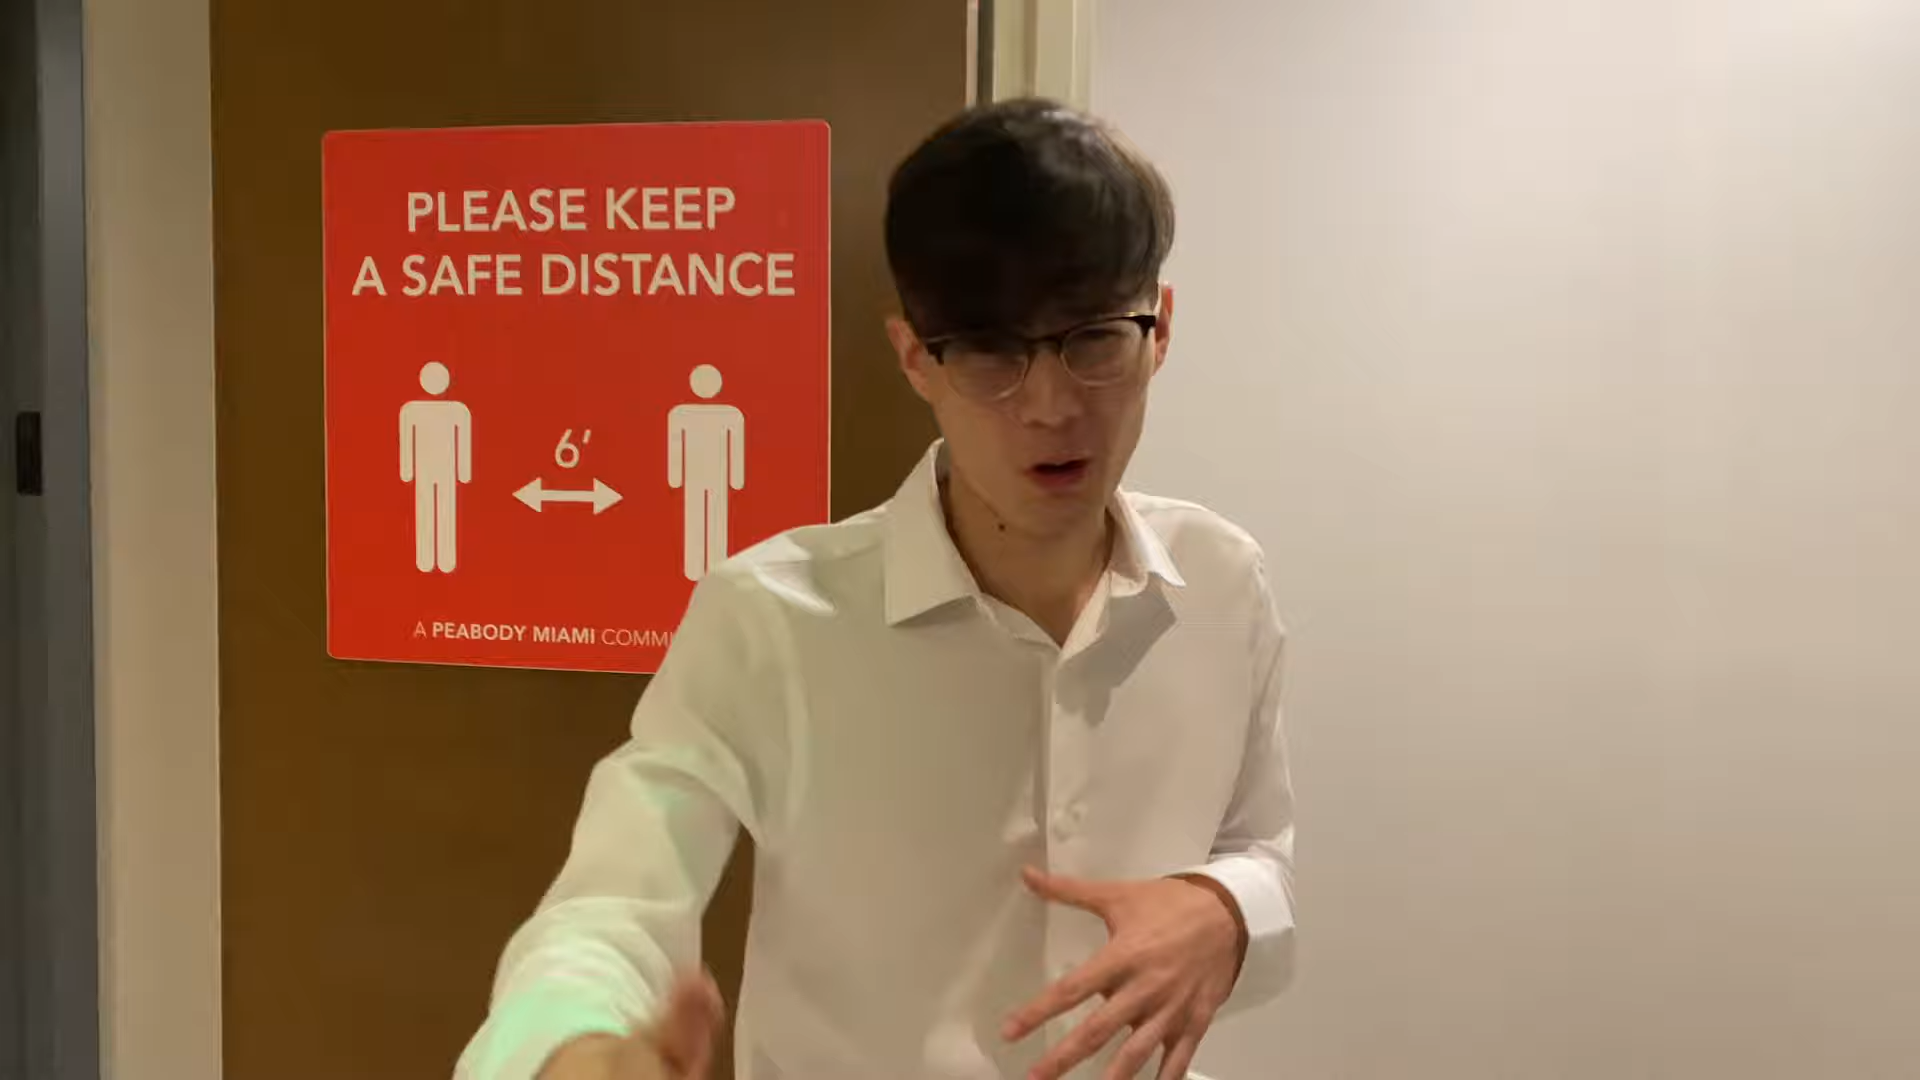 PLEASE KEEP
A SAFE DISTANCE
6'
A PEABODY MIAMI